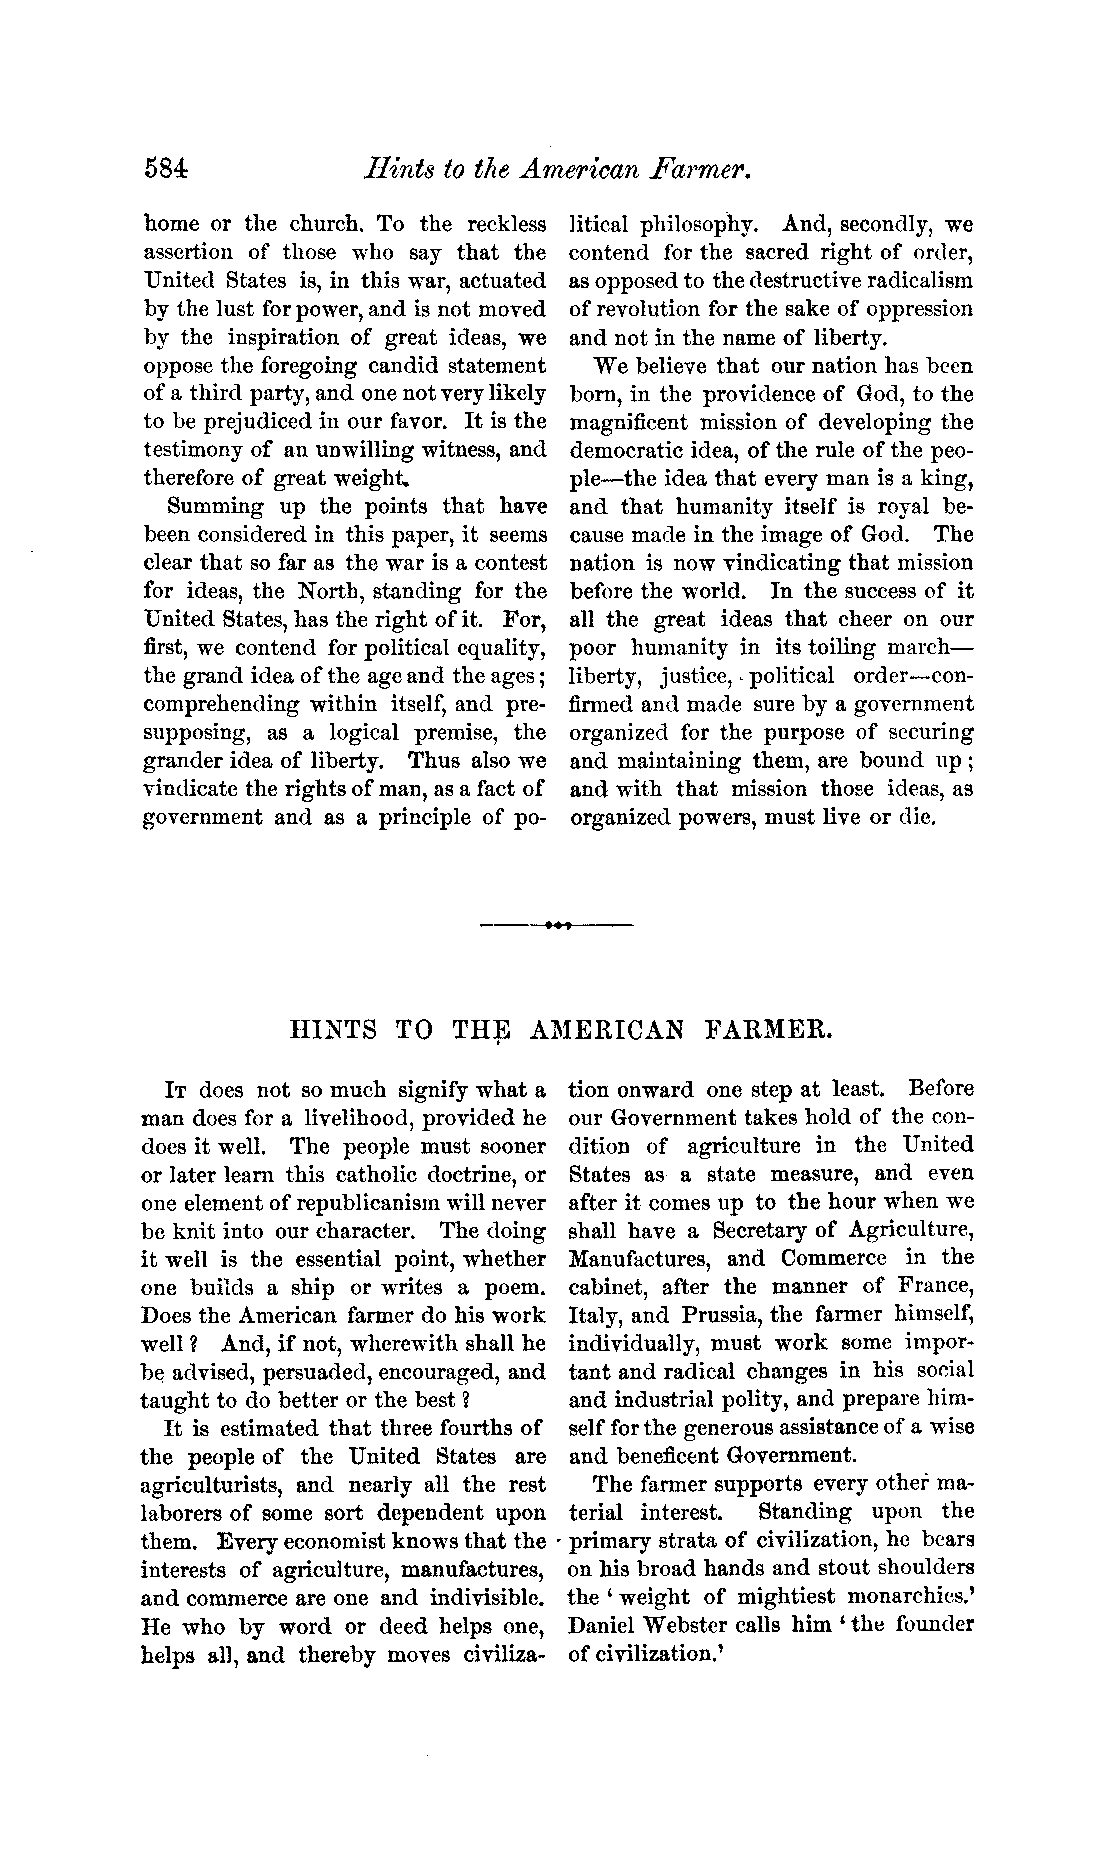 584 Hints to the American Farmer.
home or the church. To the reckless
assertion of those who say that the
United States is, in this war, actuated
by the lust for power, and is not moved
by the inspiration of great ideas, we
oppose the foregoing candid statement
of a third party, and one not very likely
to be prejudiced in our favor. It is the
testimony of an unwilling witness, and
therefore of great weight.
Summing up the points that have
been considered in this paper, it seems
clear that so far as the war is a contest
for ideas, the North, standing for the
United States, has the right of it. For,
first, we contend for political equality,
the grand idea of the age and the ages;
comprehending within itself, and pre-
supposing, as a logical premise, the
grander idea of liberty. Thus also we
vindicate the rights of man, as a fact of
government and as a principle of po-
litical philosophy. And, secondly, we
contend for the sacred right of order,
as opposed to the destructive radicalism
of revolution for the sake of oppression
and not in the name of liberty.
We believe that our nation has been
born, in the providence of God, to the
magnificent mission of developing the
democratic idea, of the rule of the peo-
ple—the idea that every man is a king,
and that humanity itself is royal be-
cause made in the image of God. The
nation is now vindicating that mission
before the world. In the success of it
all the great ideas that cheer on our
poor humanity in its toiling march—
liberty, justice, political order—con-
firmed and made sure by a government
organized for the purpose of securing
and maintaining them, are bound up;
and with that mission those ideas, as
organized powers, must live or die.
HINTS TO THE AMERICAN FARMER.
It does not so much signify what a
man does for a livelihood, provided he
does it well. The people must sooner
or later learn this catholic doctrine, or
one element of republicanism will never
be knit into our character. The doing
it well is the essential point, whether
one builds a ship or writes a poem.
Does the American farmer do his work
well? And, if not, wherewith shall he
be advised, persuaded, encouraged, and
taught to do better or the best?
It is estimated that three fourths of
the people of the United States are
agriculturists, and nearly all the rest
laborers of some sort dependent upon
them. Every economist knows that the
interests of agriculture, manufactures,
and commerce are one and indivisible.
He who by word or deed helps one,
helps all, and thereby moves civiliza-
tion onward one step at least. Before
our Government takes hold of the con-
dition of agriculture in the United
States as a state measure, and even
after it comes up to the hour when we
shall have a Secretary of Agriculture,
Manufactures, and Commerce in the
cabinet, after the manner of France,
Italy, and Prussia, the farmer himself,
individually, must work some impor-
tant and radical changes in his social
and industrial polity, and prepare him-
self for the generous assistance of a wise
and beneficent Government.
The farmer supports every other ma-
terial interest. Standing upon the
primary strata of civilization, he bears
on his broad hands and stout shoulders
the ‘weight of mightiest monarchies.’
Daniel Webster calls him ‘the founder
of civilization.’